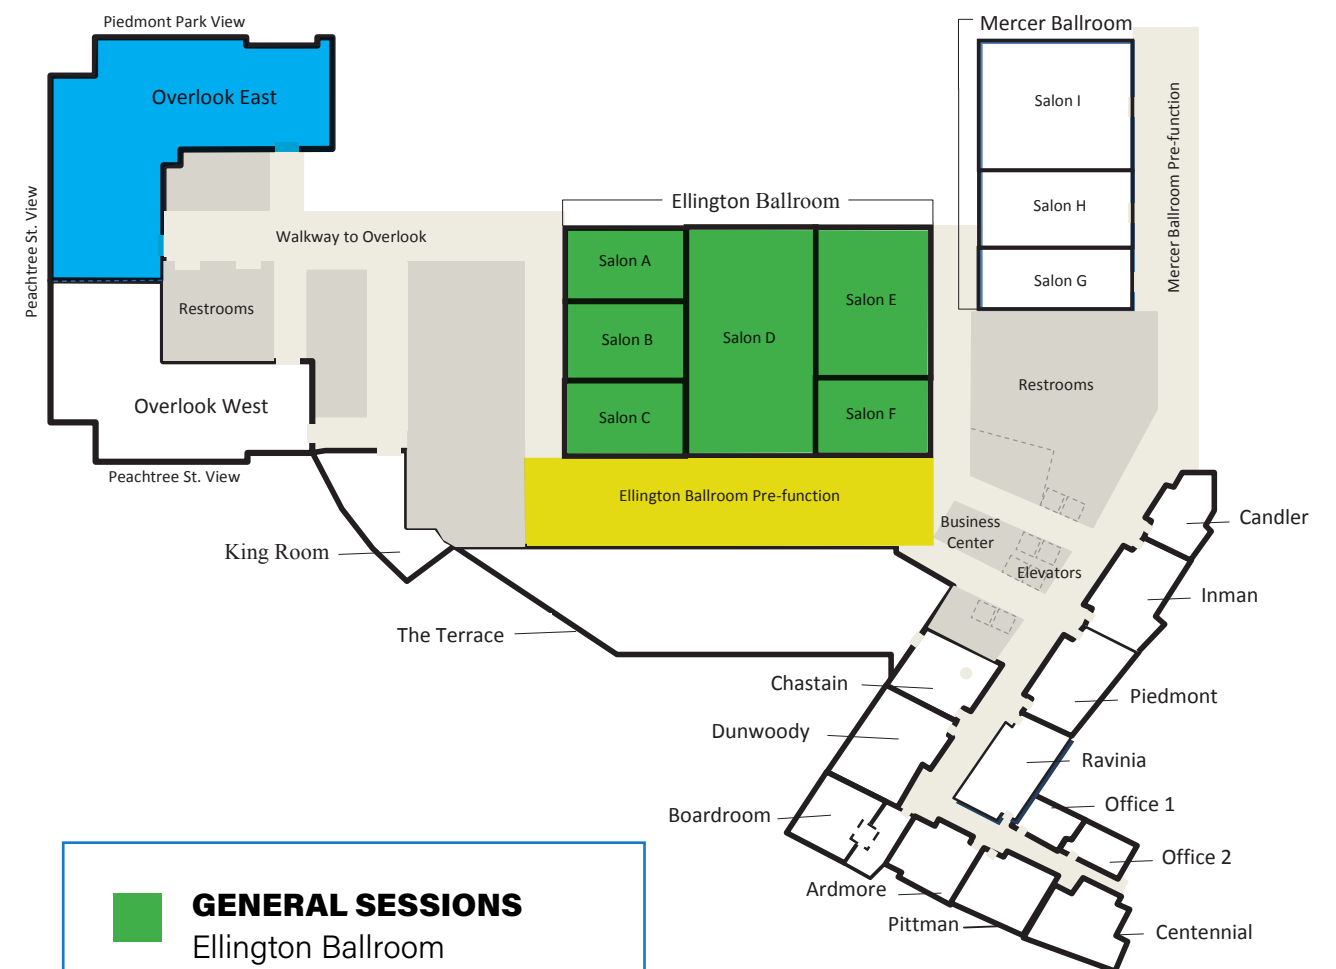 Piedmont Park View
Mercer Ballroom
Overlook East
Salon I
Mercer Ballroom Pre-function
Peachtree St. View
Ellington Ballroom
Salon H
Walkway to Overlook
Salon A
Salon G
Salon E
Restrooms
Salon B
Salon D
Restrooms
Overlook West
Salon C
Salon F
Peachtree St. View
Ellington Ballroom Pre-function
Business
Center
Candler
King Room
Elevators
Inman
The Terrace
Chastain
Piedmont
Dunwoody
Ravinia
Boardroom
Office 1
Office 2
Ardmore
Pittman
Centennial
GENERAL SESSIONS
Ellington Ballroom